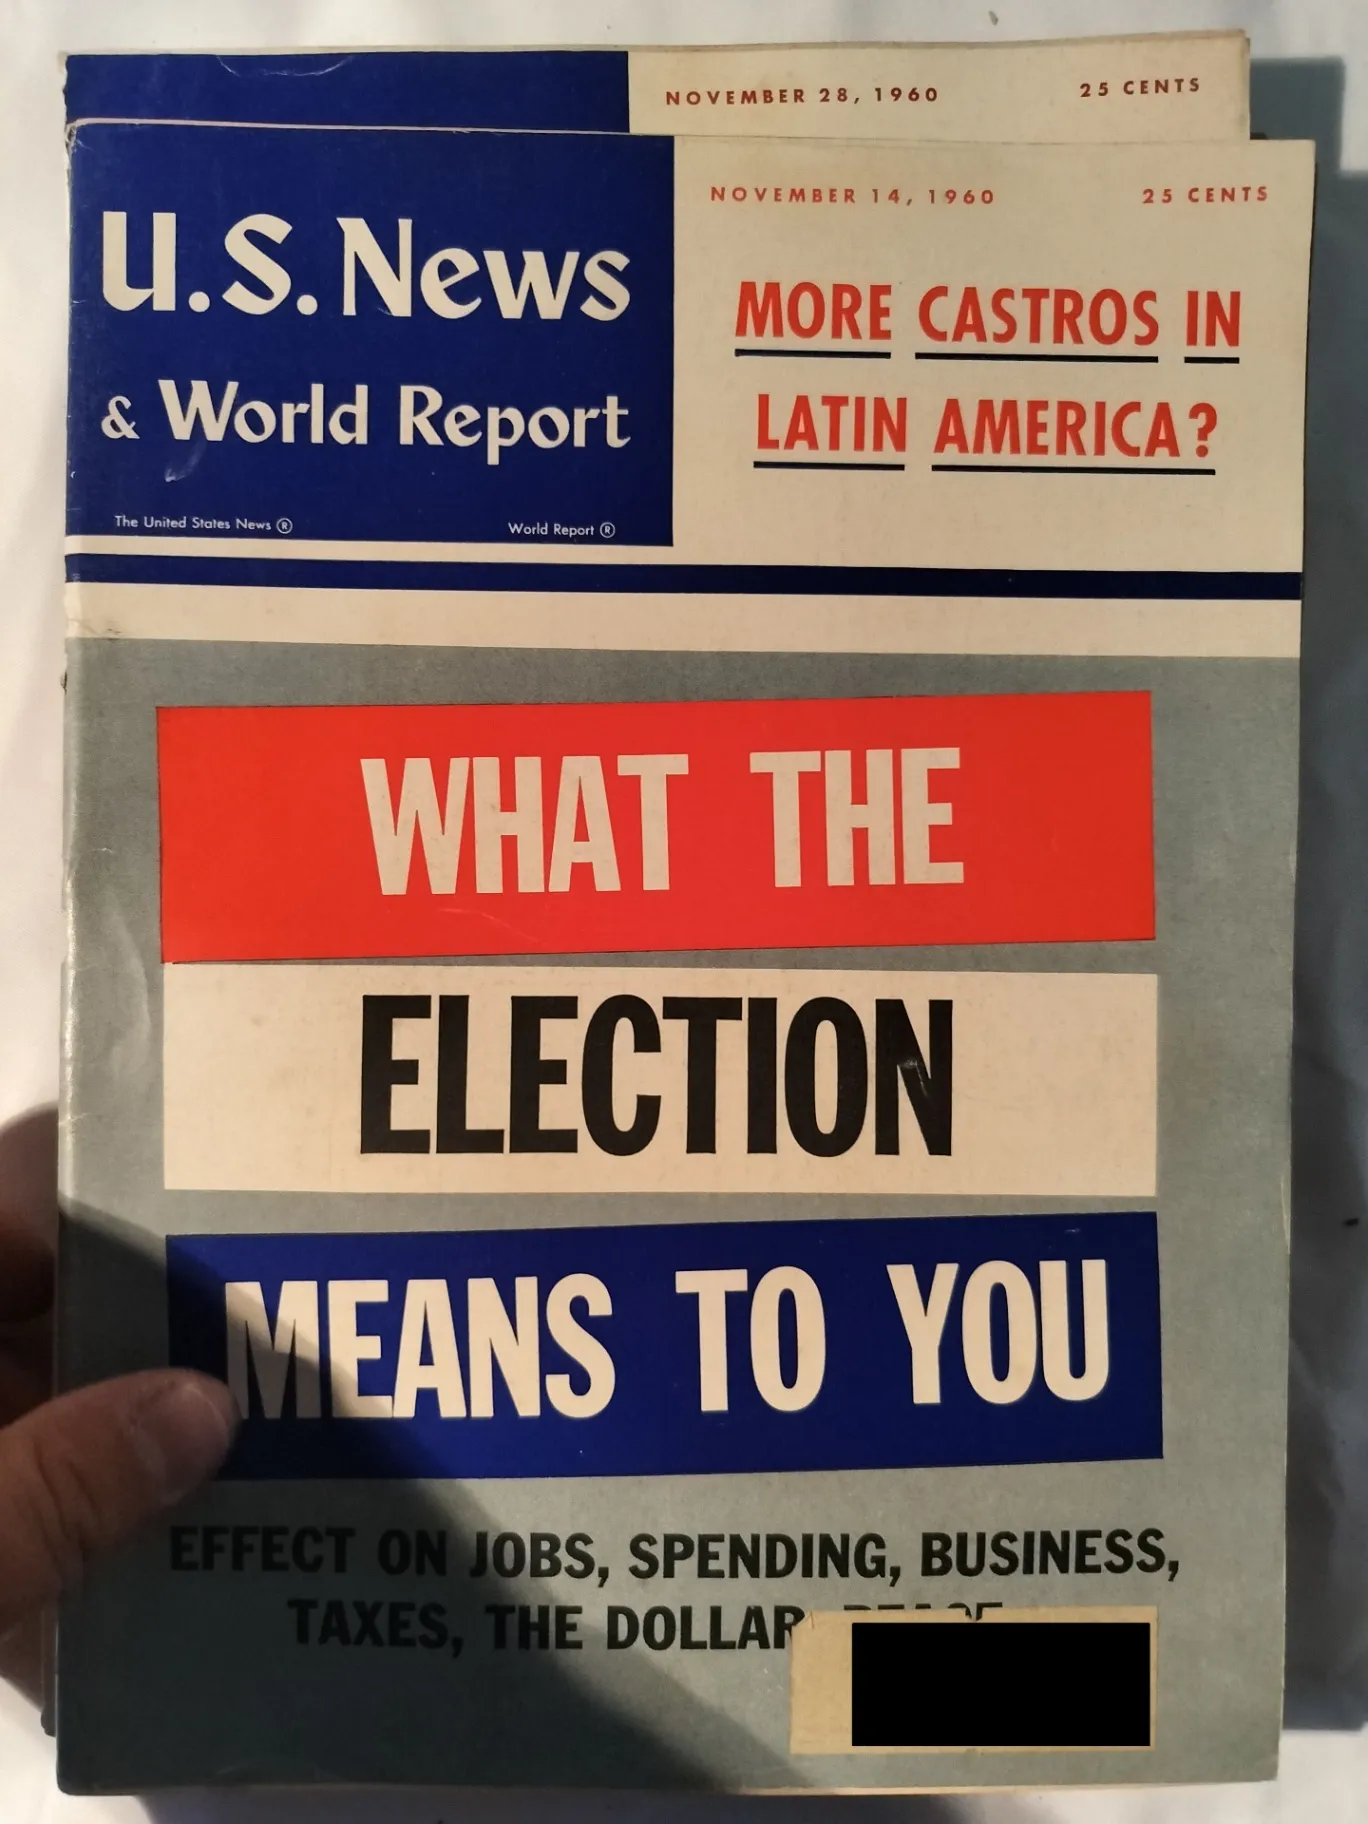 NOVEMBER 28, 1960 25 CENTS
NOVEMBER 14, 1960 25 CENTS
U.S. News
& World Report
The United States News ® World Report ®
MORE CASTROS IN
LATIN AMERICA?
WHAT THE
ELECTION
MEANS TO YOU
EFFECT ON JOBS, SPENDING, BUSINESS,
TAXES, THE DOLLAR